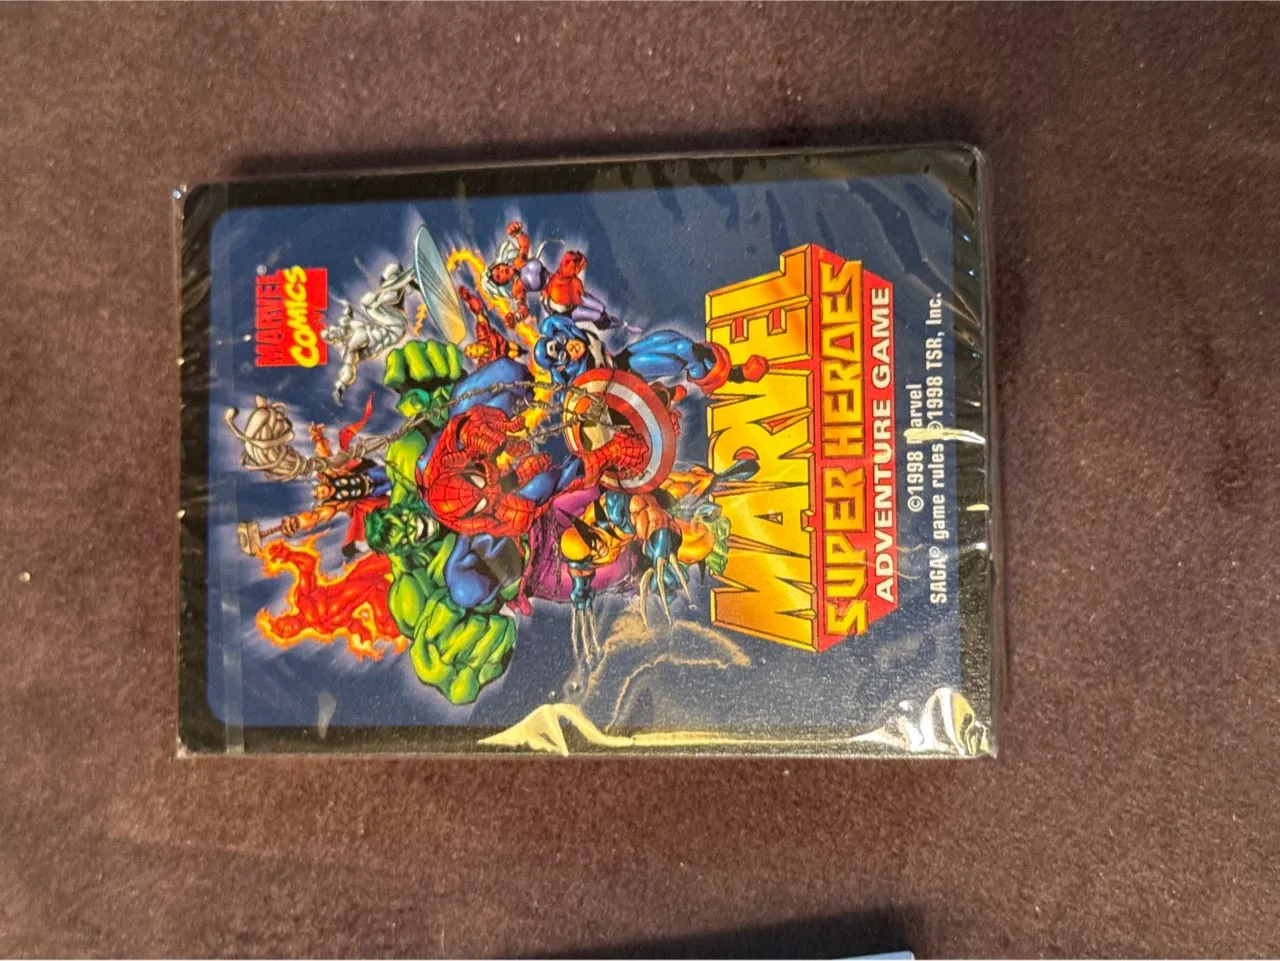 MARVEL®
COMICS
MARVEL
SUPER HEROES
ADVENTURE GAME
©1998 Marvel
SAGA® game rules ©1998 TSR, Inc.